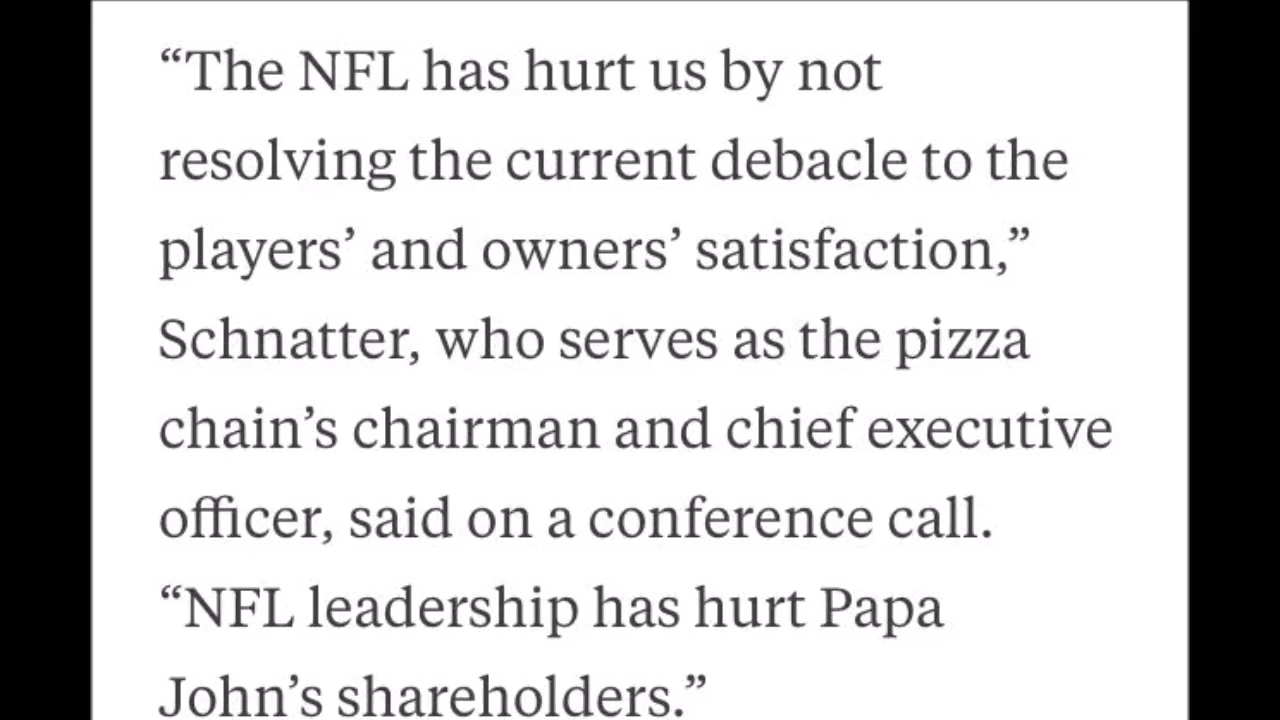 “The NFL has hurt us by not
resolving the current debacle to the
players’ and owners’ satisfaction,”
Schnatter, who serves as the pizza
chain’s chairman and chief executive
officer, said on a conference call.
“NFL leadership has hurt Papa
John’s shareholders.”